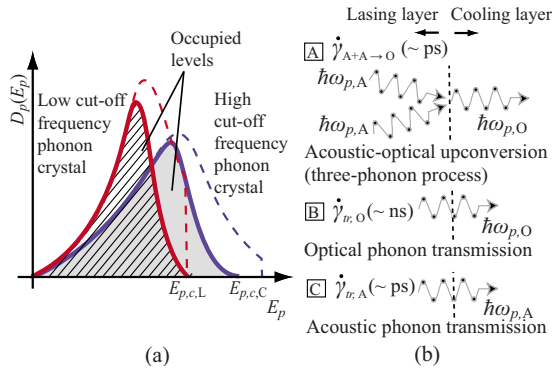 (a)
D_p(E_p)
Occupied
levels
Low cut-off
frequency
phonon
crystal
High
cut-off
frequency
phonon
crystal
E_{p,c,L}
E_{p,c,C}
E_p
(b)
Lasing layer
Cooling layer
A γ̇_{A+A→O} (~ ps)
ħω_{p,A}
ħω_{p,A}
ħω_{p,O}
Acoustic-optical upconversion
(three-phonon process)
B γ̇_{tr,O} (~ ns)
ħω_{p,O}
Optical phonon transmission
C γ̇_{tr,A} (~ ps)
ħω_{p,A}
Acoustic phonon transmission
(a)
(b)